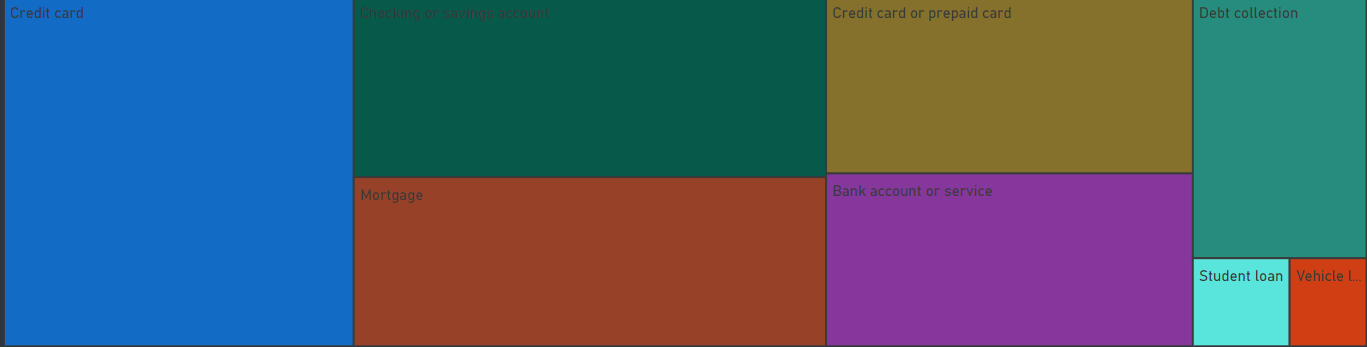 Credit card
Checking or savings account
Credit card or prepaid card
Debt collection
Mortgage
Bank account or service
Student loan
Vehicle l...